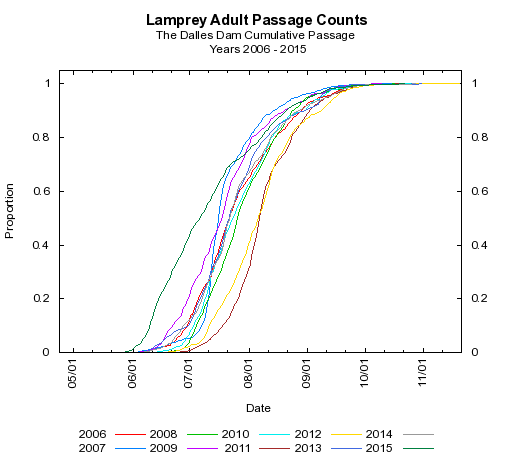 Lamprey Adult Passage Counts
The Dalles Dam Cumulative Passage
Years 2006 - 2015
1 1
0.8 0.8
0.6 0.6
0.4 0.4
0.2 0.2
0 0
Proportion
05/01 06/01 07/01 08/01 09/01 10/01 11/01
Date
2006 2008 2010 2012 2014
2007 2009 2011 2013 2015